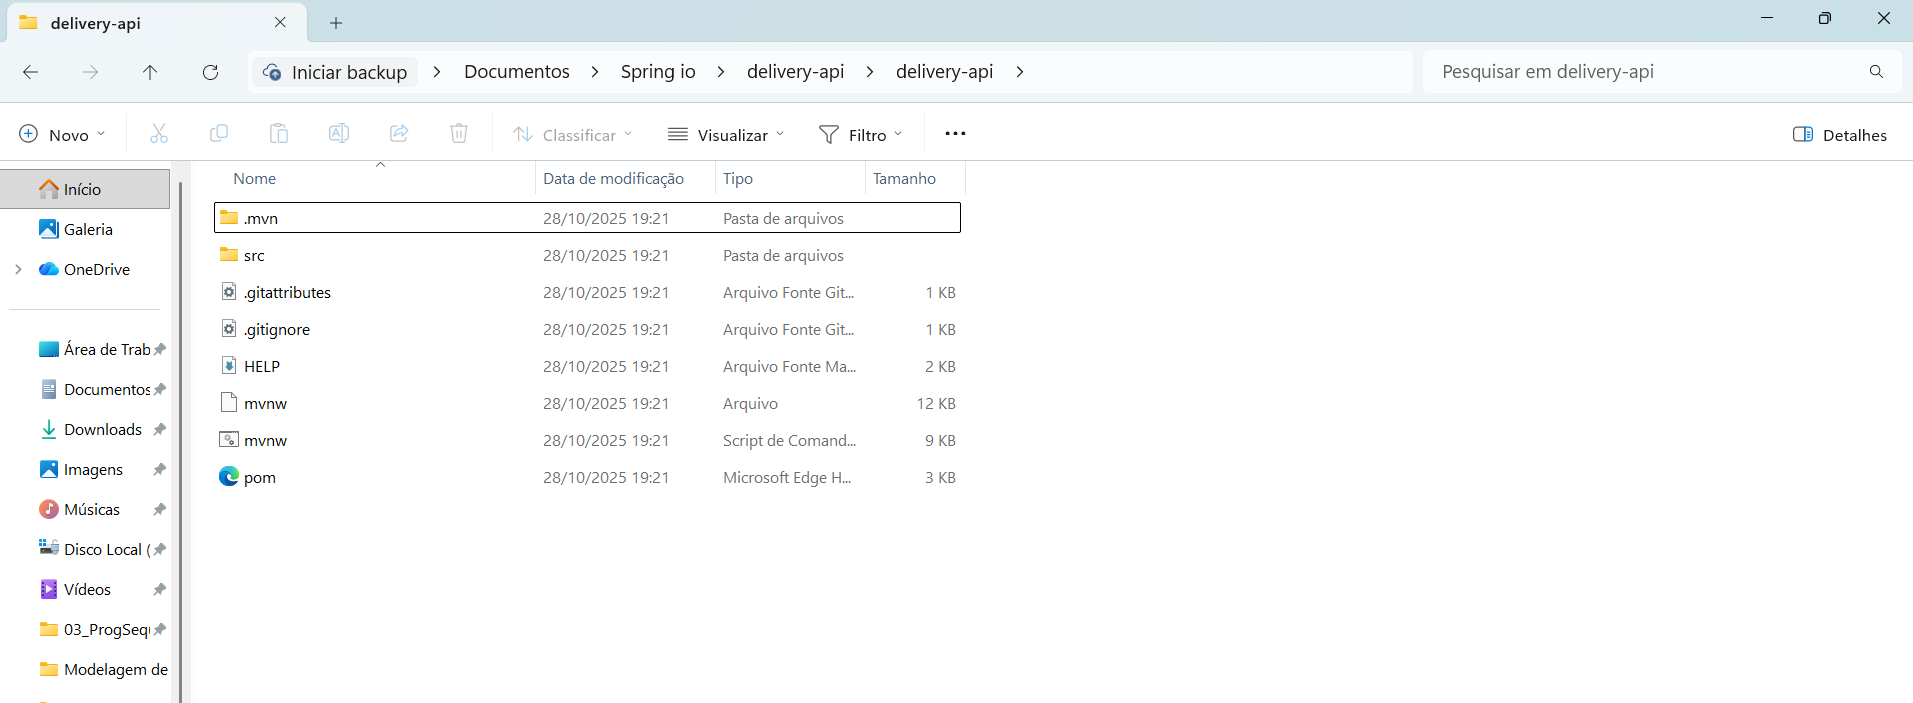 delivery-api
Iniciar backup > Documentos > Spring io > delivery-api > delivery-api >
Pesquisar em delivery-api
Novo
Classificar
Visualizar
Filtro
Detalhes
Nome Data de modificação Tipo Tamanho
.mvn 28/10/2025 19:21 Pasta de arquivos
src 28/10/2025 19:21 Pasta de arquivos
.gitattributes 28/10/2025 19:21 Arquivo Fonte Git... 1 KB
.gitignore 28/10/2025 19:21 Arquivo Fonte Git... 1 KB
HELP 28/10/2025 19:21 Arquivo Fonte Ma... 2 KB
mvnw 28/10/2025 19:21 Arquivo 12 KB
mvnw 28/10/2025 19:21 Script de Comand... 9 KB
pom 28/10/2025 19:21 Microsoft Edge H... 3 KB
Início
Galeria
OneDrive
Área de Trab
Documentos
Downloads
Imagens
Músicas
Disco Local (
Vídeos
03_ProgSeq
Modelagem de